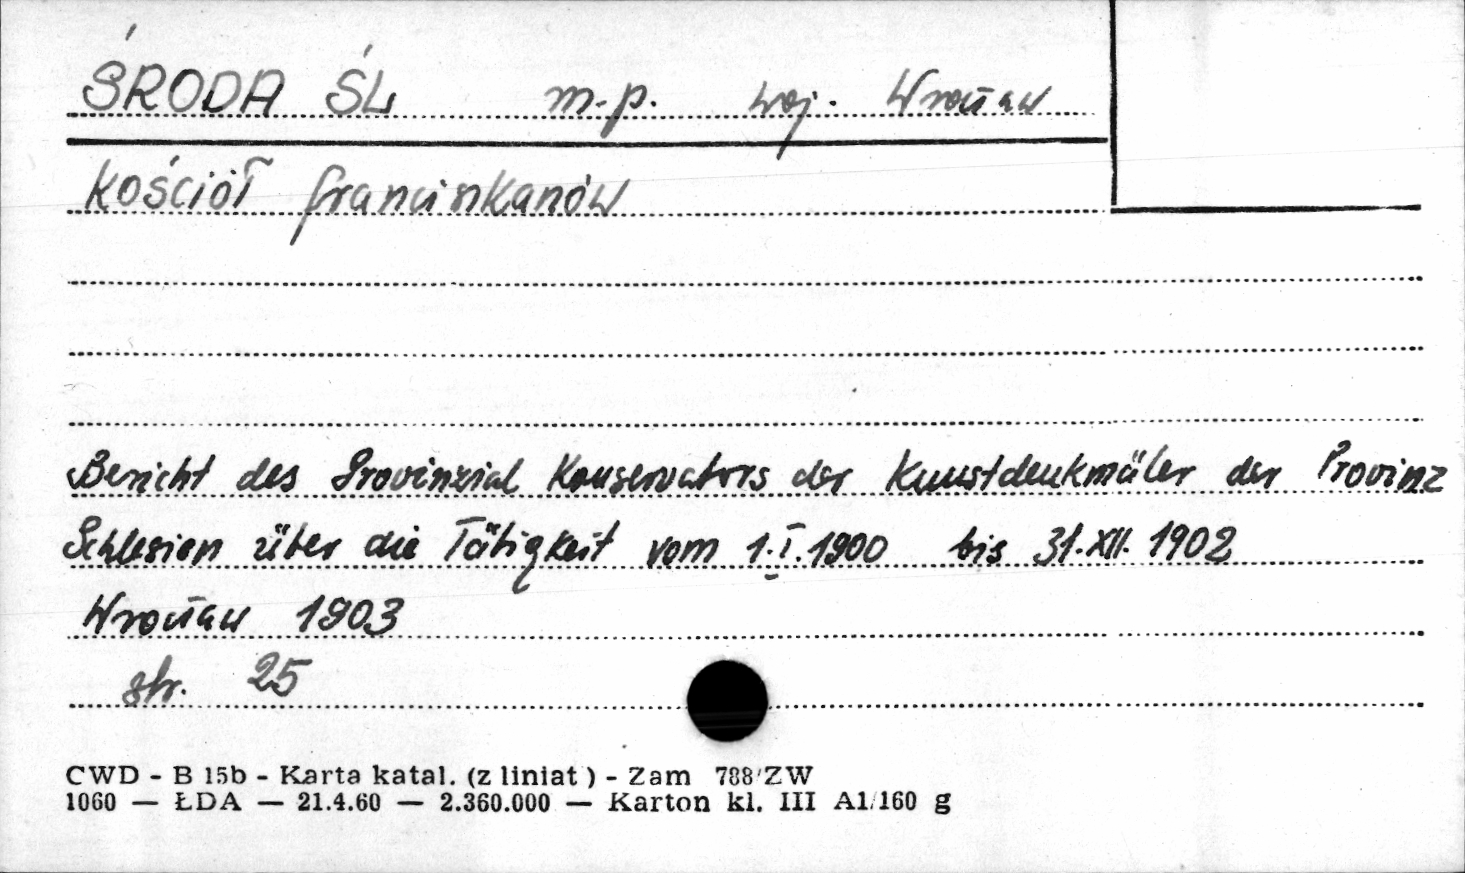 ŚRODA ŚL m.p. woj. Wrocław
Kościół franciszkanów
Bericht des Provinzial Konservators der Kunstdenkmäler der Provinz
Schlesien über die Tätigkeit vom 1.I.1900 bis 31.XII.1902
Wrocław 1903
str. 25
CWD - B 15b - Karta katal. (z liniat) - Zam 788/ZW
1060 — ŁDA — 21.4.60 — 2.360.000 — Karton kl. III A1/160 g